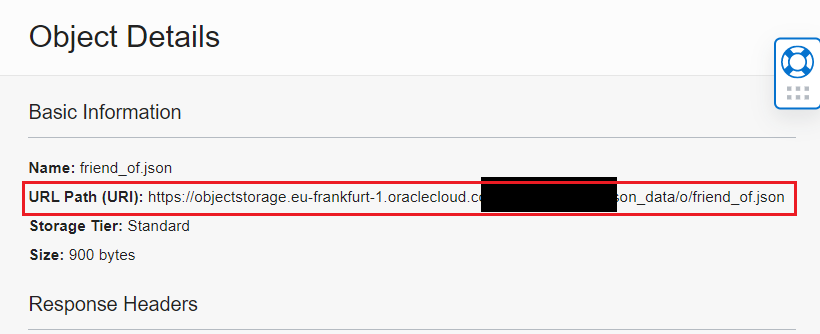 Object Details
Basic Information
Name: friend_of.json
URL Path (URI): https://objectstorage.eu-frankfurt-1.oraclecloud.c son_data/o/friend_of.json
Storage Tier: Standard
Size: 900 bytes
Response Headers